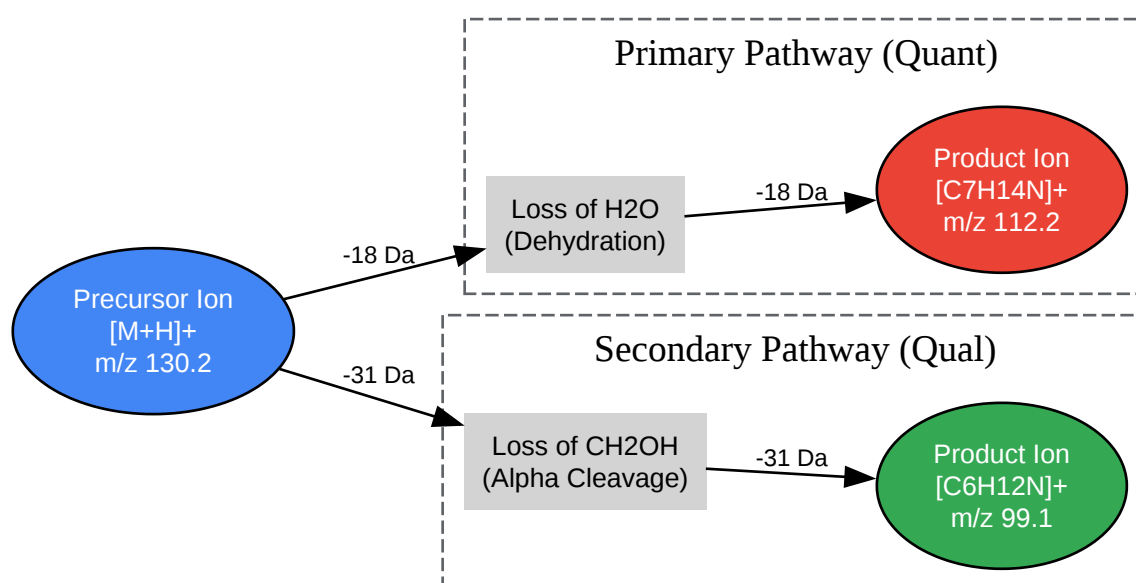 Primary Pathway (Quant)
Product Ion
[C7H14N]+
m/z 112.2
-18 Da
Loss of H2O
(Dehydration)
-18 Da
Precursor Ion
[M+H]+
m/z 130.2
-31 Da
Secondary Pathway (Qual)
Loss of CH2OH
(Alpha Cleavage)
-31 Da
Product Ion
[C6H12N]+
m/z 99.1